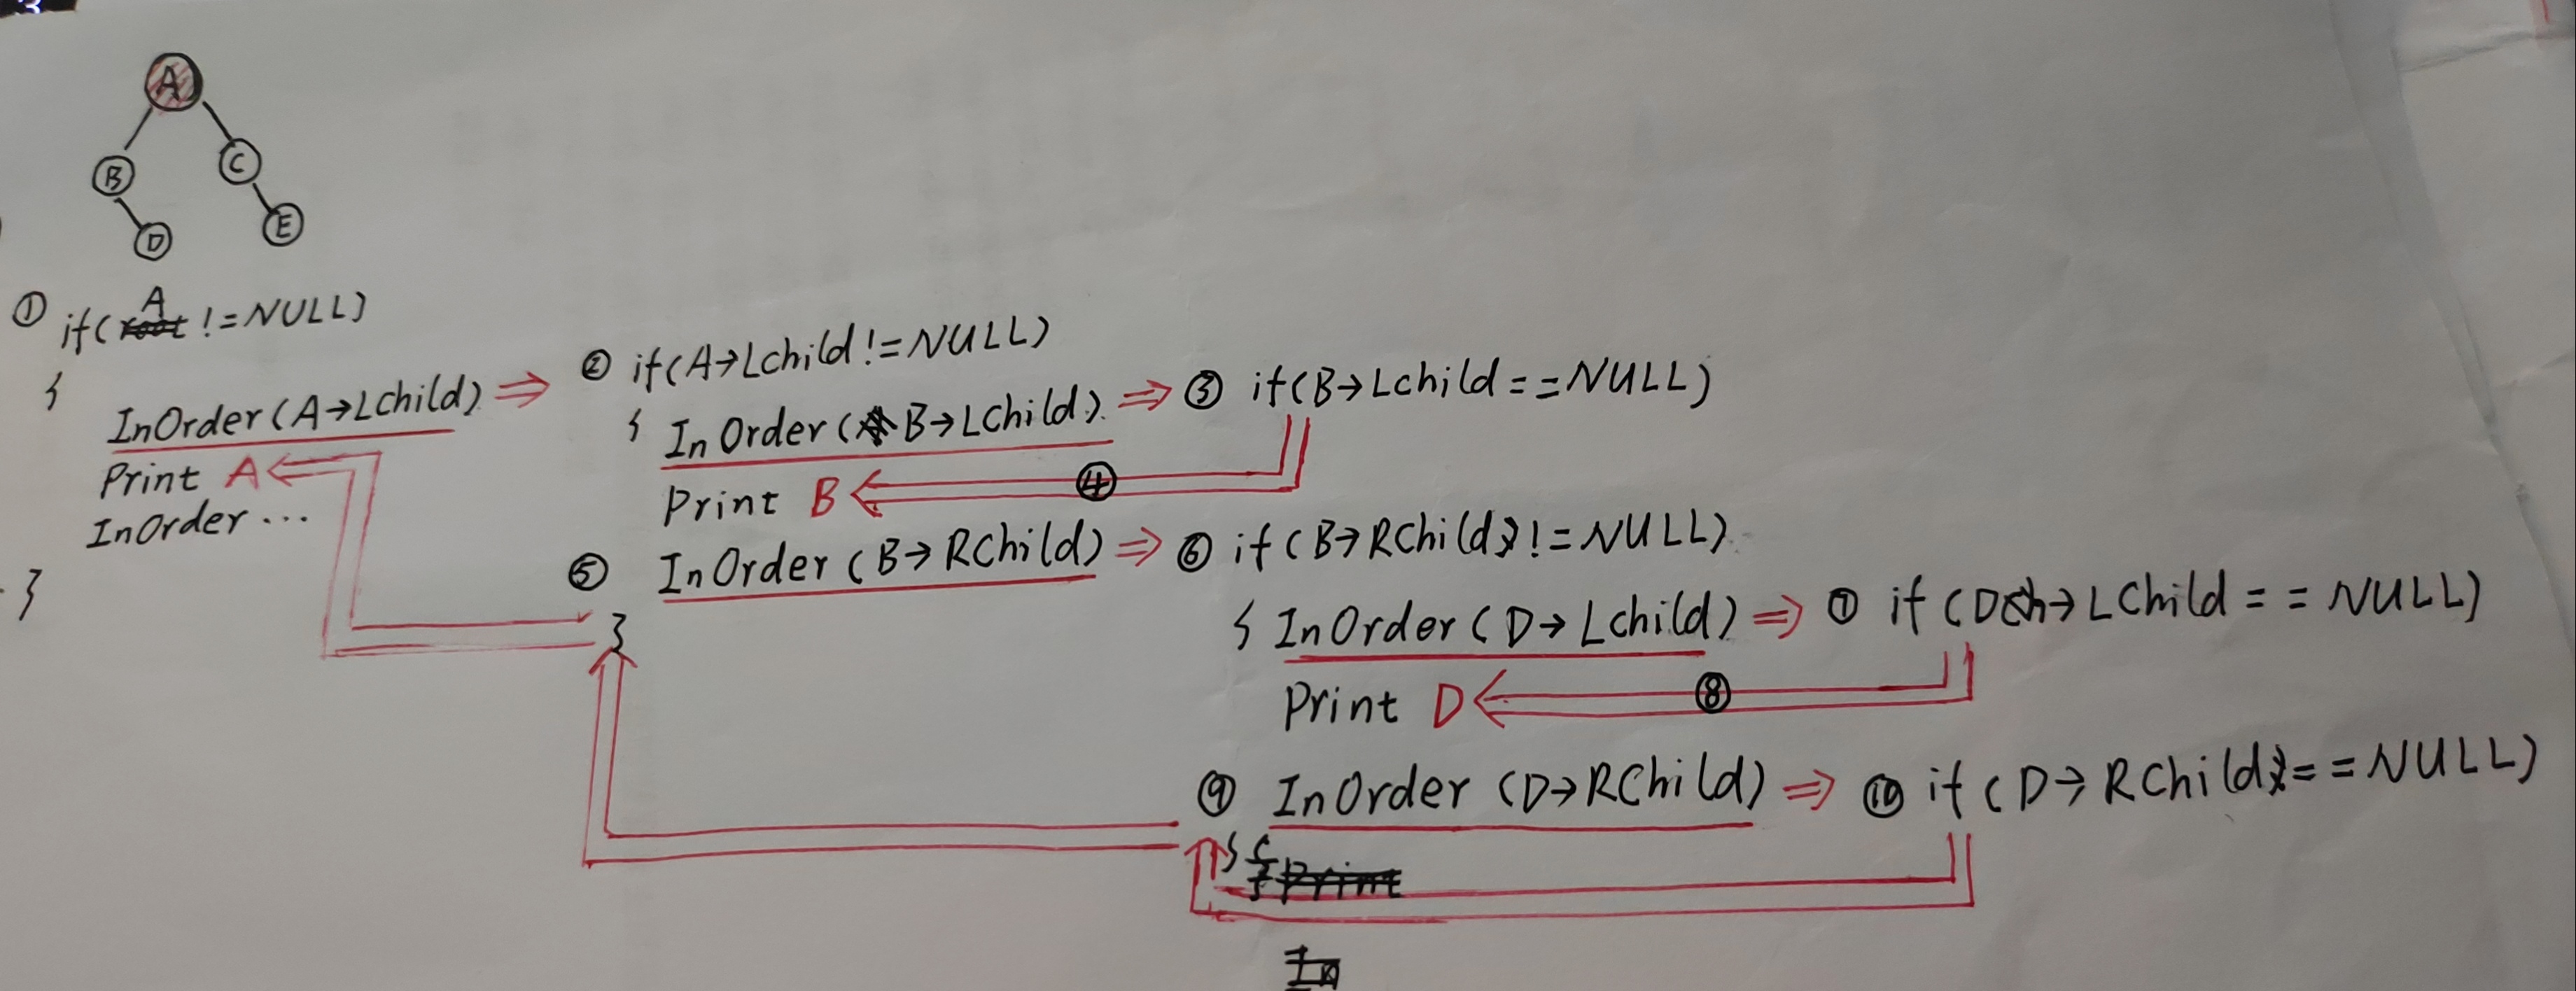 A
B C
D E
① if(A != NULL)
{
InOrder(A→Lchild) ⇒
Print A
InOrder ...
}
② if(A→Lchild != NULL)
{ InOrder(B→LChild) ⇒
Print B
④
⑤ InOrder(B→RChild) ⇒
}
③ if(B→Lchild == NULL)
⑥ if(B→RChild != NULL)
{ InOrder(D→Lchild) ⇒
Print D
⑧
⑨ InOrder(D→RChild) ⇒
}
⑦ if(D→LChild == NULL)
⑩ if(D→RChild == NULL)